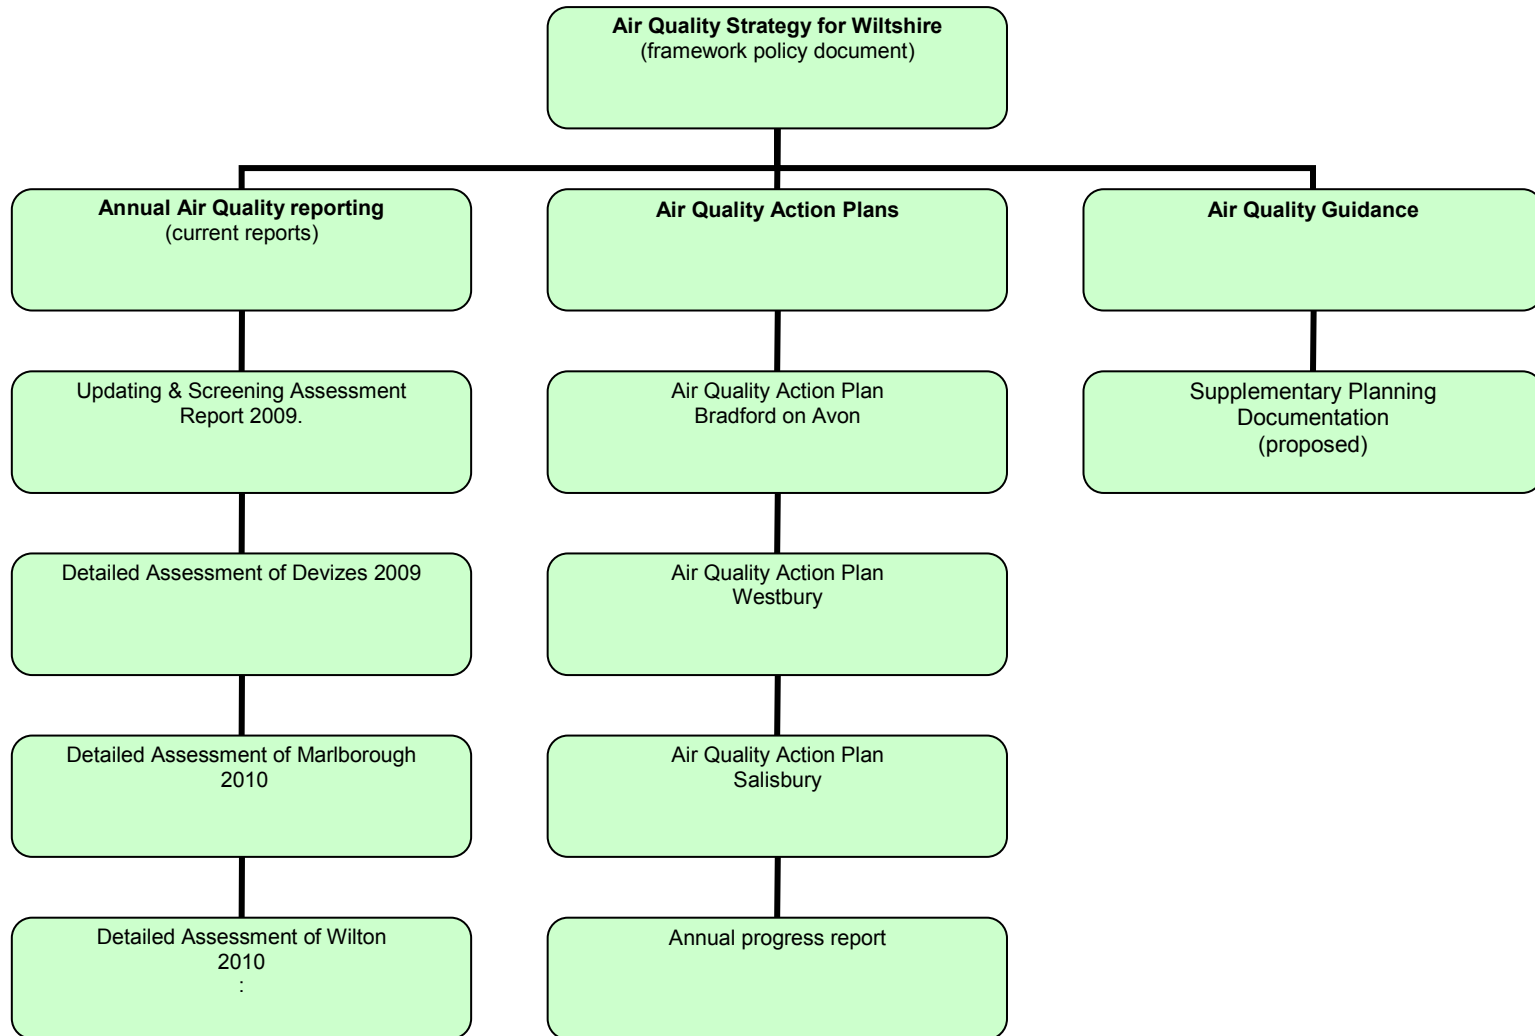 Air Quality Strategy for Wiltshire
(framework policy document)
Annual Air Quality reporting
(current reports)
Air Quality Action Plans
Air Quality Guidance
Updating & Screening Assessment
Report 2009.
Air Quality Action Plan
Bradford on Avon
Supplementary Planning
Documentation
(proposed)
Detailed Assessment of Devizes 2009
Air Quality Action Plan
Westbury
Detailed Assessment of Marlborough
2010
Air Quality Action Plan
Salisbury
Detailed Assessment of Wilton
2010
:
Annual progress report